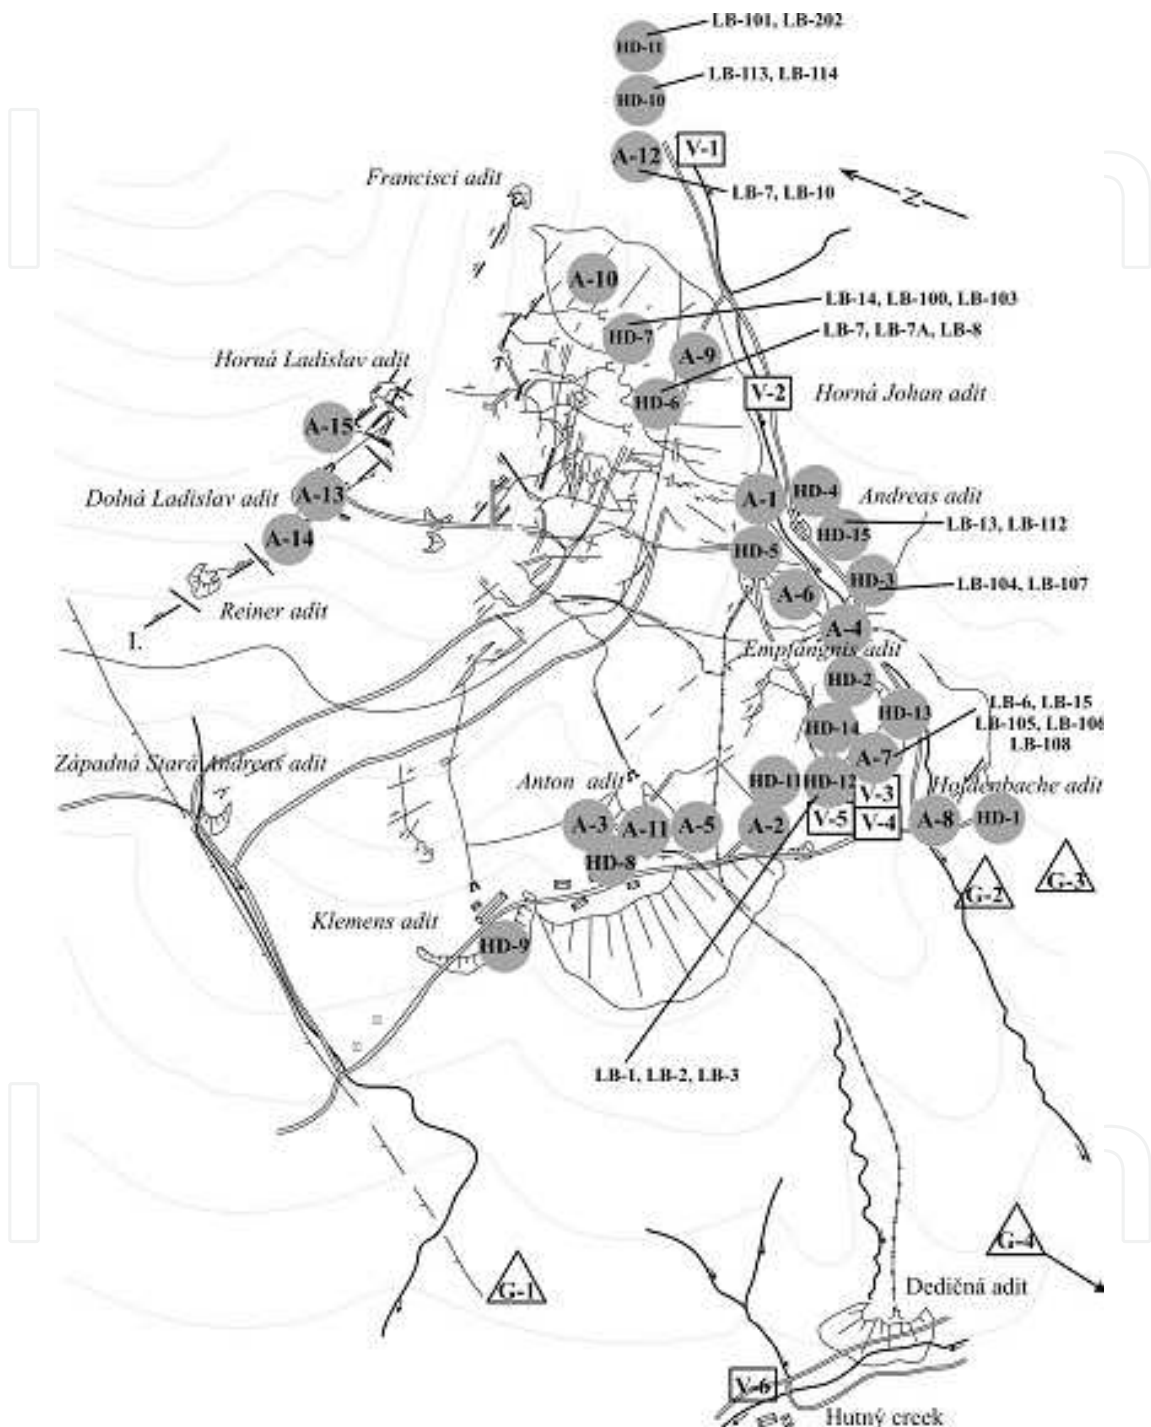 LB-101, LB-202
HD-11
LB-113, LB-114
HD-10
V-1
A-12
Francisci adit
LB-7, LB-10
Z
A-10
LB-14, LB-100, LB-103
HD-7
LB-7, LB-7A, LB-8
A-9
Horná Ladislav adit
V-2
Horná Johan adit
HD-6
A-15
Dolná Ladislav adit
A-13
A-1
HD-4
Andreas adit
LB-13, LB-112
HD-15
A-14
HD-5
HD-3
LB-104, LB-107
A-6
Reiner adit
I.
A-4
Empfängnis adit
HD-2
LB-6, LB-15
HD-13
LB-105, LB-106
HD-14
LB-108
A-7
Západná Stará Andreas adit
Anton adit
HD-11
HD-12
V-3
Holdenbache adit
A-3
A-11
A-5
A-2
V-5
V-4
A-8
HD-1
HD-8
G-2
G-3
Klemens adit
HD-9
LB-1, LB-2, LB-3
G-4
G-1
Dedičná adit
V-6
Hutný creek